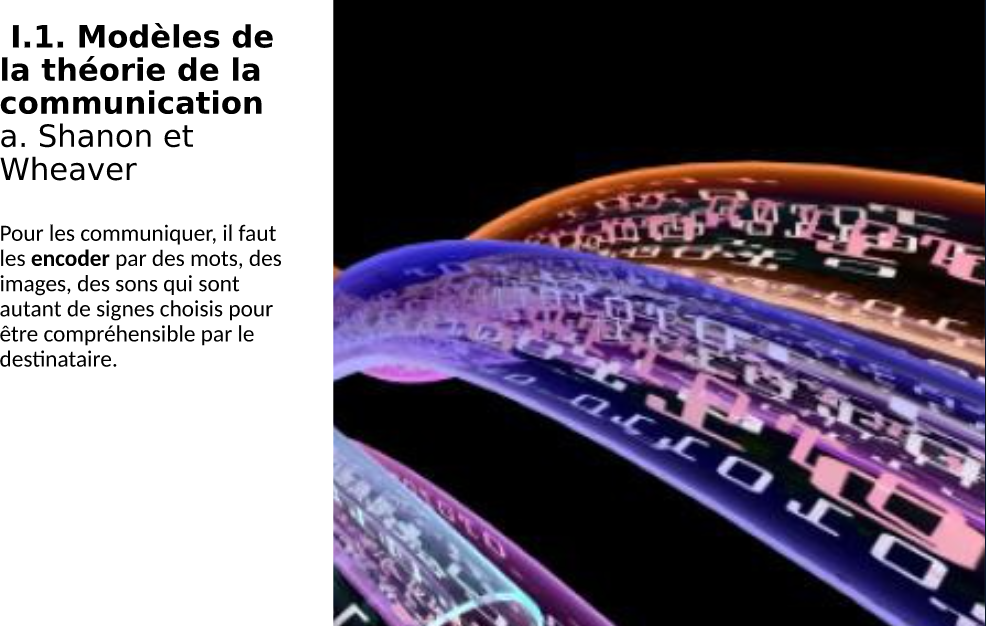 I.1. Modèles de
la théorie de la
communication
a. Shanon et
Wheaver
Pour les communiquer, il faut
les encoder par des mots, des
images, des sons qui sont
autant de signes choisis pour
être compréhensible par le
destinataire.